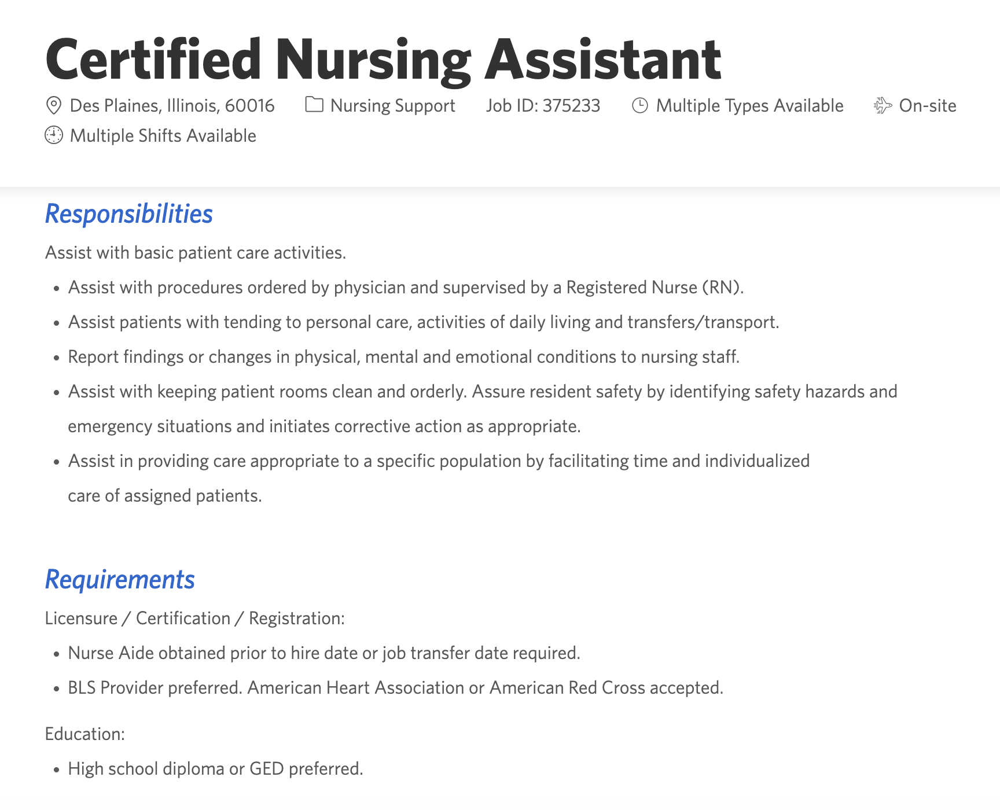 Certified Nursing Assistant
Des Plaines, Illinois, 60016 Nursing Support Job ID: 375233 Multiple Types Available On-site
Multiple Shifts Available
Responsibilities
Assist with basic patient care activities.
• Assist with procedures ordered by physician and supervised by a Registered Nurse (RN).
• Assist patients with tending to personal care, activities of daily living and transfers/transport.
• Report findings or changes in physical, mental and emotional conditions to nursing staff.
• Assist with keeping patient rooms clean and orderly. Assure resident safety by identifying safety hazards and
emergency situations and initiates corrective action as appropriate.
• Assist in providing care appropriate to a specific population by facilitating time and individualized
care of assigned patients.
Requirements
Licensure / Certification / Registration:
• Nurse Aide obtained prior to hire date or job transfer date required.
• BLS Provider preferred. American Heart Association or American Red Cross accepted.
Education:
• High school diploma or GED preferred.